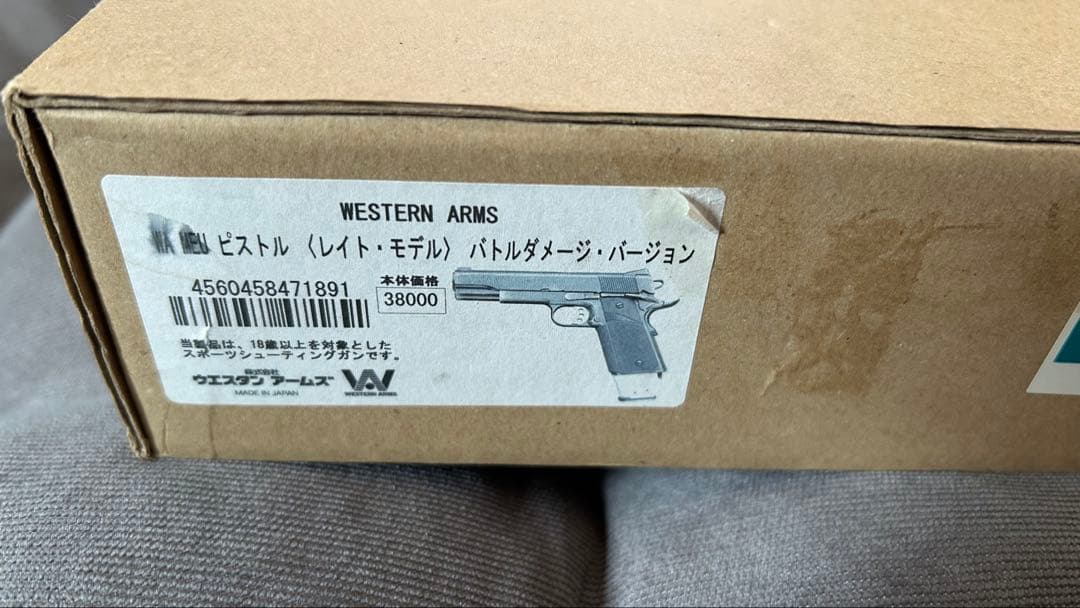 WESTERN ARMS
MEU ピストル 〈レイト・モデル〉 バトルダメージ・バージョン
4560458471891
本体価格
38000
当製品は、18歳以上を対象とした
スポーツシューティングガンです。
株式会社
ウエスタン アームズ
MADE IN JAPAN
WESTERN ARMS